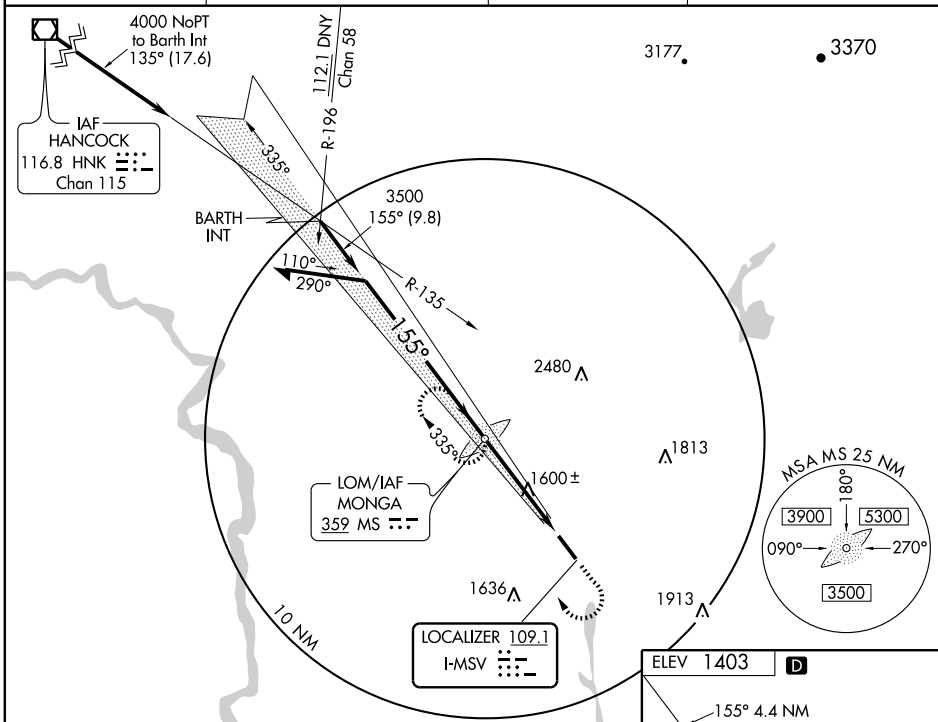 4000 NoPT
to Barth Int
135° (17.6)
112.1 DNY
Chan 58
R-196
3177
3370
IAF
HANCOCK
116.8 HNK
Chan 115
335°
3500
155° (9.8)
BARTH
INT
110°
290°
R-135
155°
2480
335°
1813
LOM/IAF
MONGA
359 MS
1600±
MSA MS 25 NM
180°
3900
5300
090°
270°
3500
1636
1913
10 NM
LOCALIZER 109.1
I-MSV
ELEV 1403 D
155° 4.4 NM